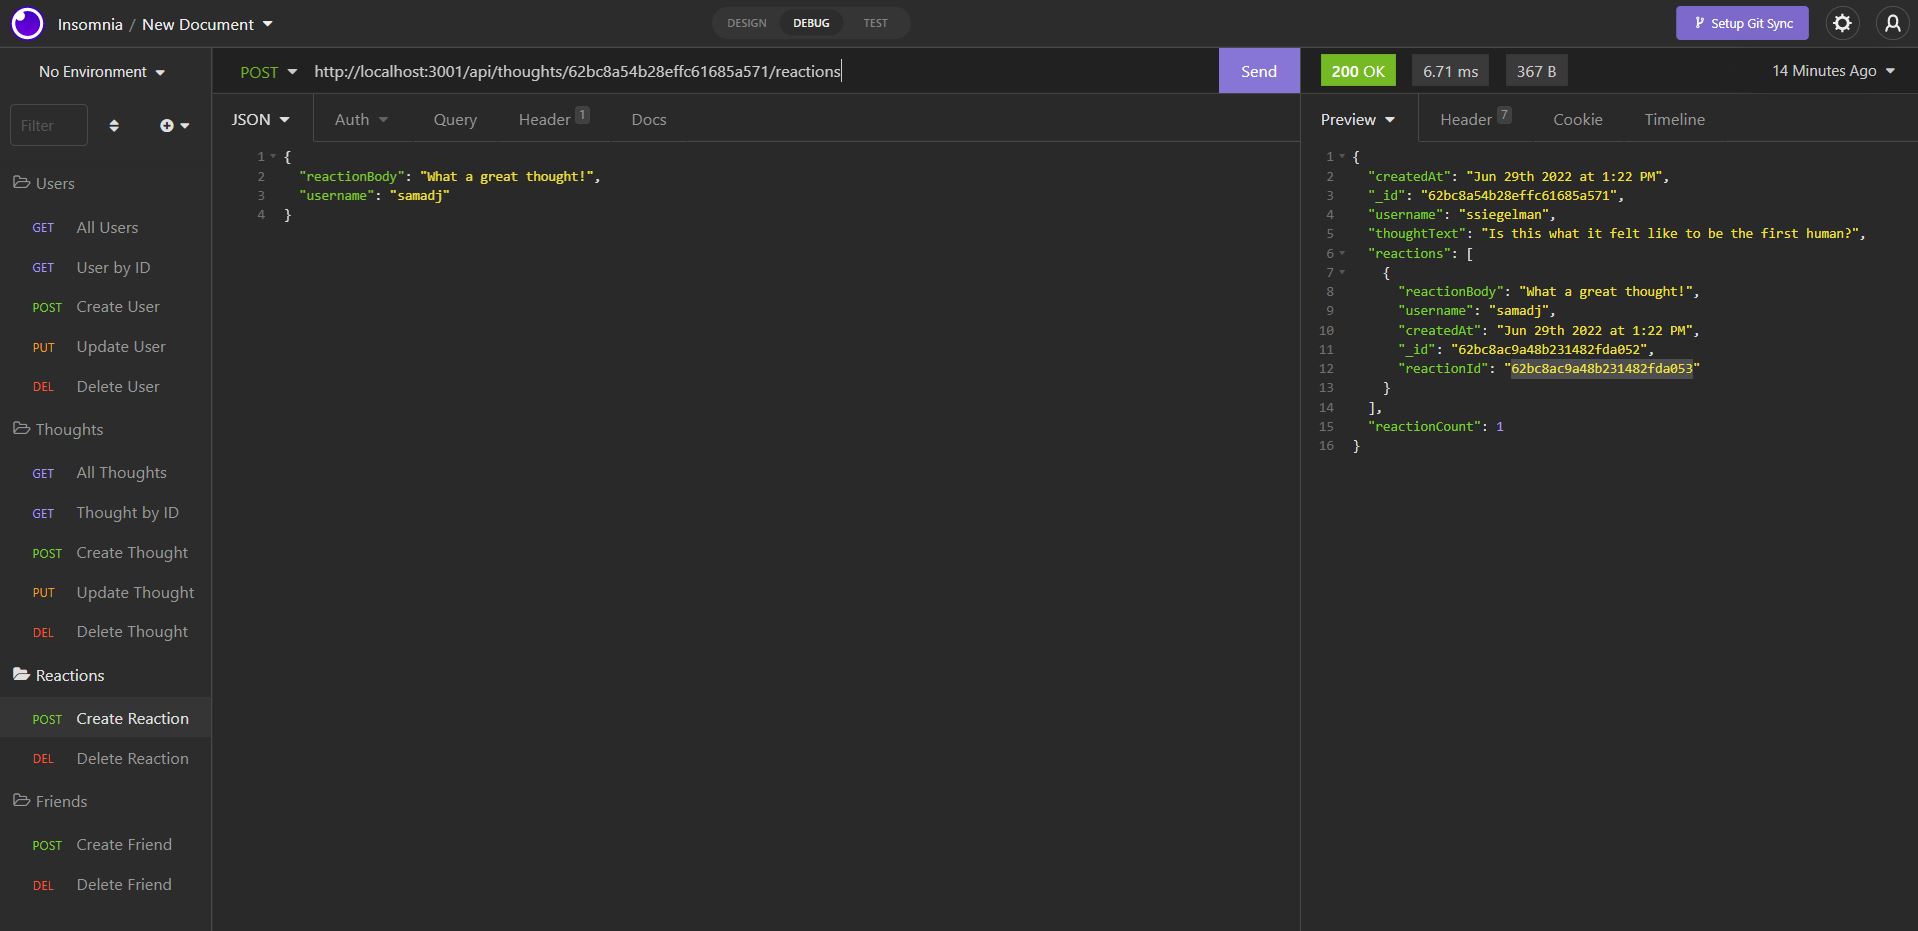 Insomnia / New Document
DESIGN DEBUG TEST
Setup Git Sync
No Environment
POST http://localhost:3001/api/thoughts/62bc8a54b28effc61685a571/reactions
Send
200 OK 6.71 ms 367 B
14 Minutes Ago
Filter
Users
GET All Users
GET User by ID
POST Create User
PUT Update User
DEL Delete User
Thoughts
GET All Thoughts
GET Thought by ID
POST Create Thought
PUT Update Thought
DEL Delete Thought
Reactions
POST Create Reaction
DEL Delete Reaction
Friends
POST Create Friend
DEL Delete Friend
JSON Auth Query Header 1 Docs
1 {
2 "reactionBody": "What a great thought!",
3 "username": "samadj"
4 }
Preview Header 7 Cookie Timeline
1 {
2 "createdAt": "Jun 29th 2022 at 1:22 PM",
3 "_id": "62bc8a54b28effc61685a571",
4 "username": "ssiegelman",
5 "thoughtText": "Is this what it felt like to be the first human?",
6 "reactions": [
7 {
8 "reactionBody": "What a great thought!",
9 "username": "samadj",
10 "createdAt": "Jun 29th 2022 at 1:22 PM",
11 "_id": "62bc8ac9a48b231482fda052",
12 "reactionId": "62bc8ac9a48b231482fda053"
13 }
14 ],
15 "reactionCount": 1
16 }